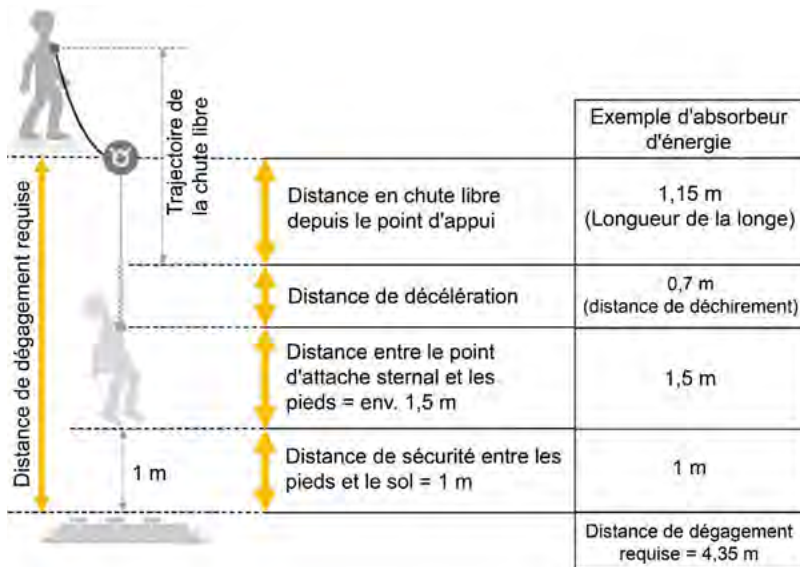 Exemple d'absorbeur
d'énergie
Trajectoire de
la chute libre
Distance de dégagement requise
Distance en chute libre
depuis le point d'appui
1,15 m
(Longueur de la longe)
Distance de décélération
0,7 m
(distance de déchirement)
Distance entre le point
d'attache sternal et les
pieds = env. 1,5 m
1,5 m
1 m
Distance de sécurité entre les
pieds et le sol = 1 m
1 m
Distance de dégagement
requise = 4,35 m